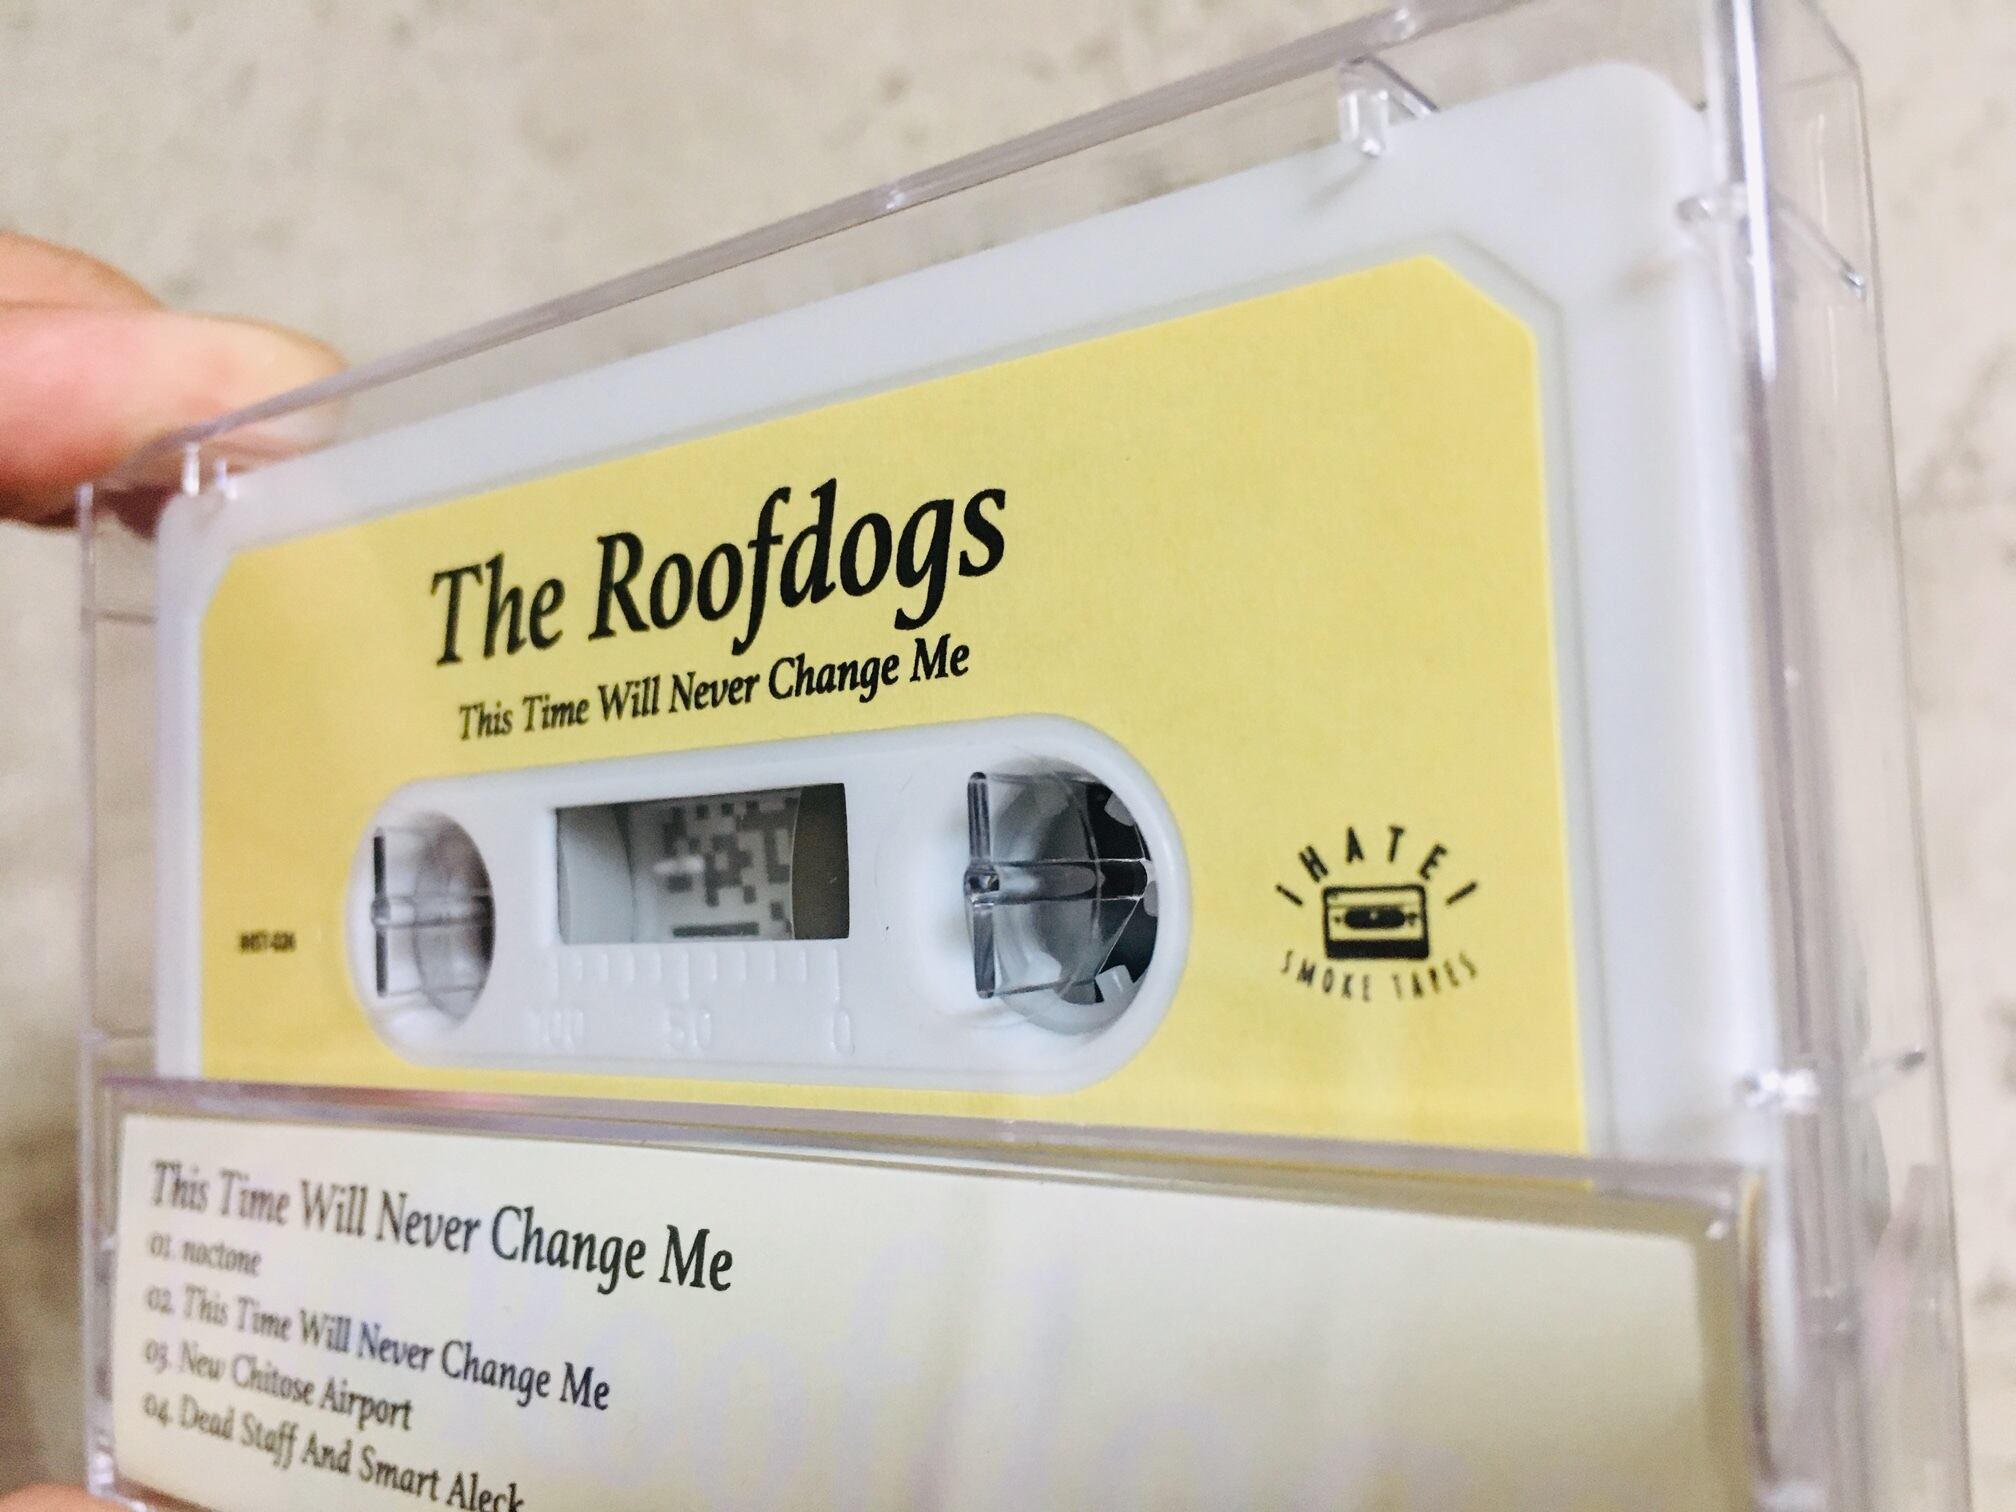 The Roofdogs
This Time Will Never Change Me
I HATE
SMOKE TAPES
100 50 0
This Time Will Never Change Me
01. noctone
02. This Time Will Never Change Me
03. New Chitose Airport
04. Dead Staff And Smart Aleck